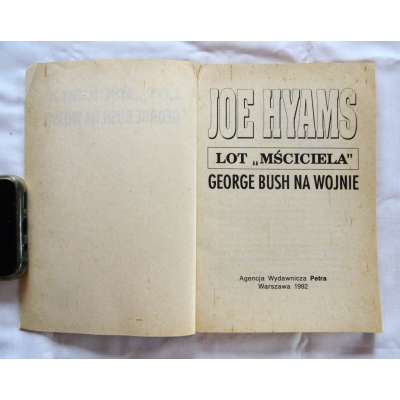 JOE HYAMS
LOT „MŚCICIELA"
GEORGE BUSH NA WOJNIE
Agencja Wydawnicza Petra
Warszawa 1992